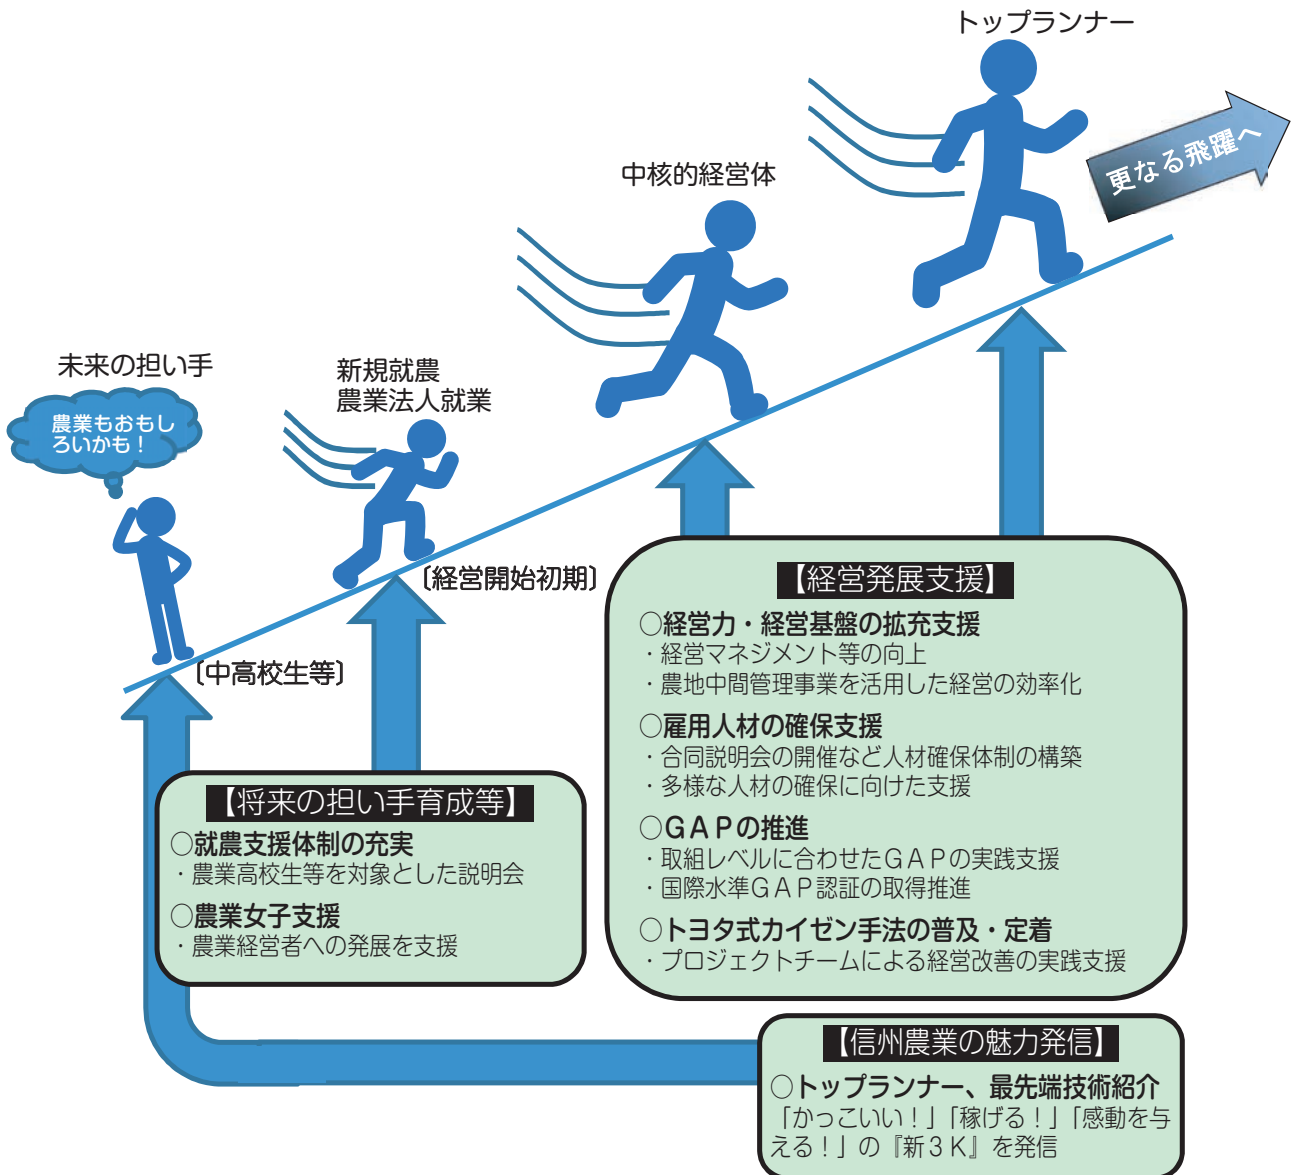 トップランナー
更なる飛躍へ
中核的経営体
未来の担い手
農業もおもし
ろいかも！
新規就農
農業法人就業
〔経営開始初期〕
〔中高校生等〕
【経営発展支援】
○経営力・経営基盤の拡充支援
・経営マネジメント等の向上
・農地中間管理事業を活用した経営の効率化
○雇用人材の確保支援
・合同説明会の開催など人材確保体制の構築
・多様な人材の確保に向けた支援
○ＧＡＰの推進
・取組レベルに合わせたＧＡＰの実践支援
・国際水準ＧＡＰ認証の取得推進
○トヨタ式カイゼン手法の普及・定着
・プロジェクトチームによる経営改善の実践支援
【将来の担い手育成等】
○就農支援体制の充実
・農業高校生等を対象とした説明会
○農業女子支援
・農業経営者への発展を支援
【信州農業の魅力発信】
○トップランナー、最先端技術紹介
「かっこいい！」「稼げる！」「感動を与
える！」の『新３Ｋ』を発信